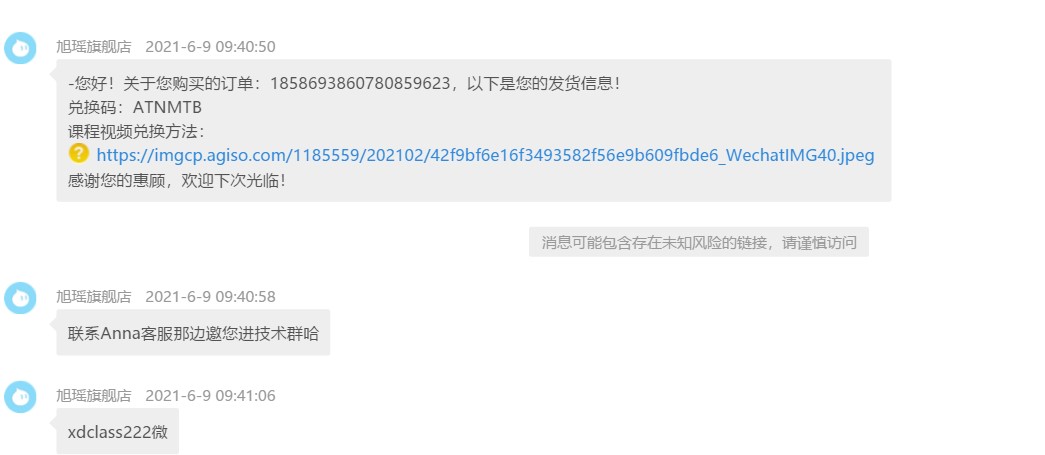 旭瑶旗舰店 2021-6-9 09:40:50
-您好！关于您购买的订单：1858693860780859623，以下是您的发货信息！
兑换码：ATNMTB
课程视频兑换方法：
https://imgcp.agiso.com/1185559/202102/42f9bf6e16f3493582f56e9b609fbde6_WechatIMG40.jpeg
感谢您的惠顾，欢迎下次光临！
消息可能包含存在未知风险的链接，请谨慎访问
旭瑶旗舰店 2021-6-9 09:40:58
联系Anna客服那边邀您进技术群哈
旭瑶旗舰店 2021-6-9 09:41:06
xdclass222微